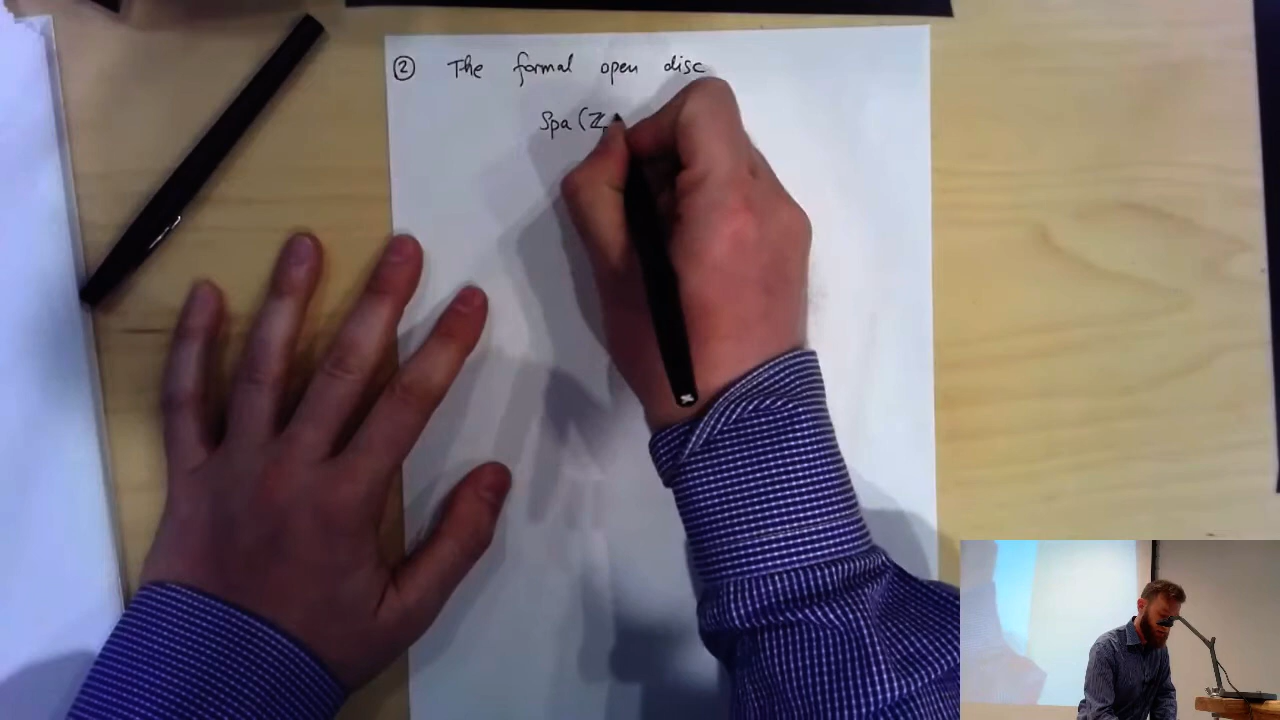 ② The formal open disc
Spa(ℤ